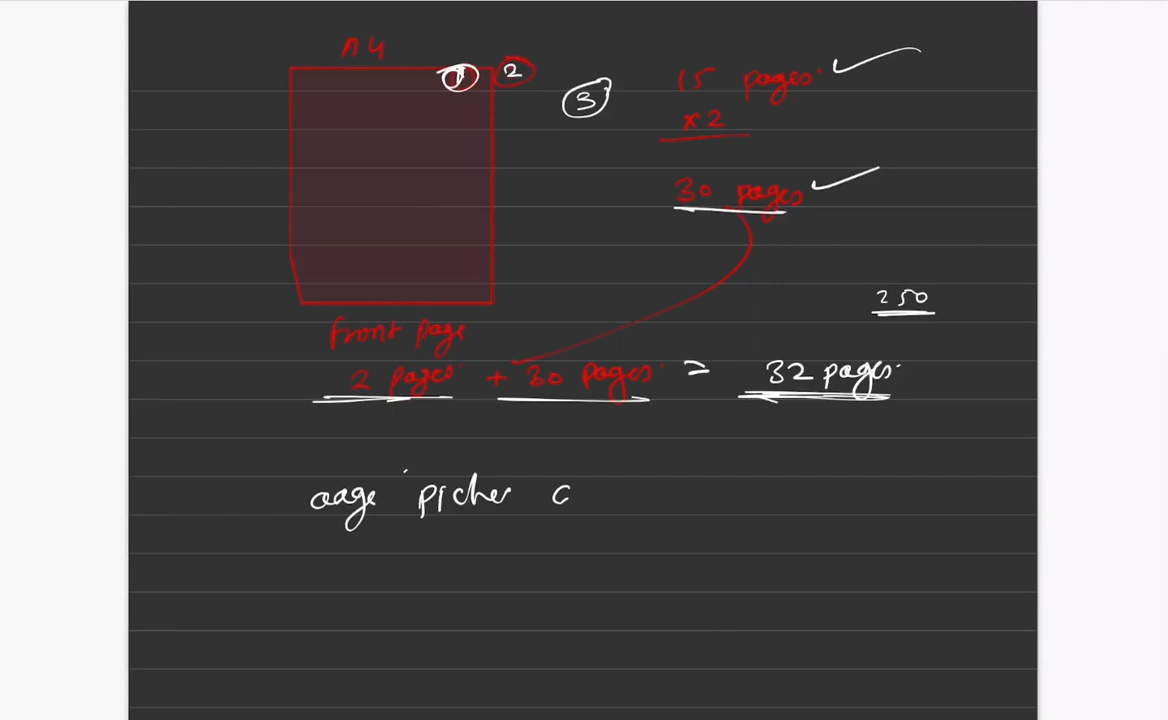 A4
1 2
3
15 pages
x 2
30 pages
250
front page
2 pages + 30 pages = 32 pages.
aage picher c